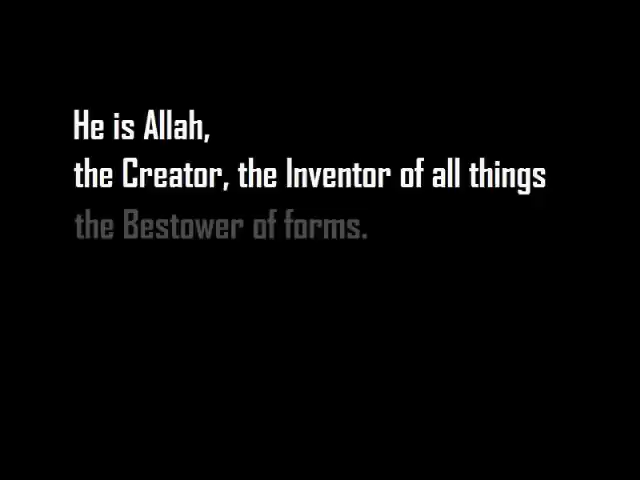 He is Allah,
the Creator, the Inventor of all things
the Bestower of forms.